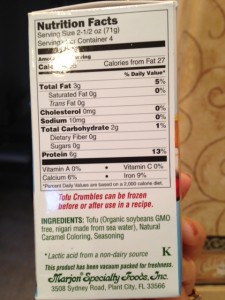 Nutrition Facts
Serving Size 2-1/2 oz (71g)
Container 4
Calories from Fat 27
% Daily Value*
Total Fat 3g 5%
Saturated Fat 0g 0%
Trans Fat 0g
Cholesterol 0mg 0%
Sodium 10mg 0%
Total Carbohydrate 2g 1%
Dietary Fiber 0g
Sugars 0g
Protein 6g 13%
Vitamin A 0% • Vitamin C 0%
Calcium 6% • Iron 9%
*Percent Daily Values are based on a 2,000 calorie diet.
Tofu Crumbles can be frozen
before or after use in a recipe.
INGREDIENTS: Tofu (Organic soybeans GMO
free, nigari made from sea water), Natural
Caramel Coloring, Seasoning
K
*Lactic acid from a non-dairy source
This product has been vacuum packed for freshness.
Marjon Specialty Foods, Inc.
3508 Sydney Road, Plant City, FL 33566